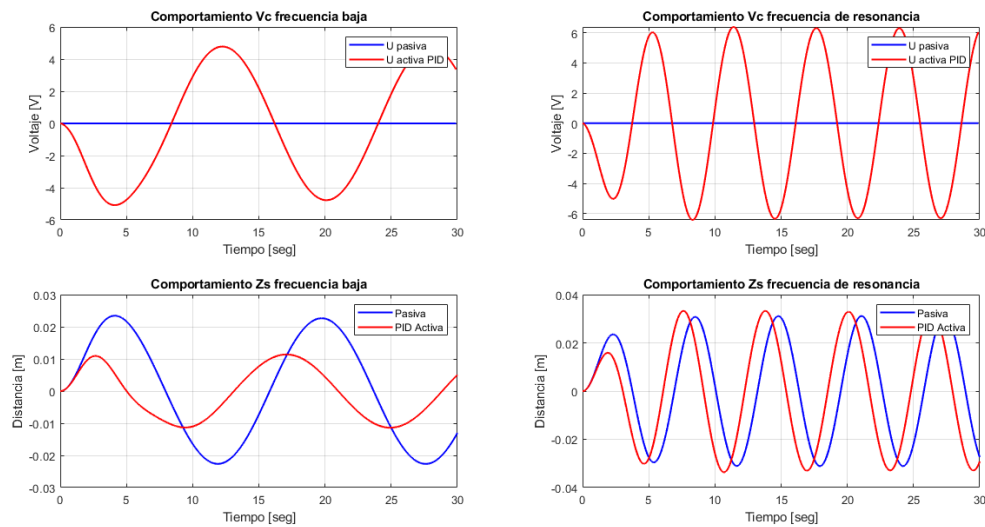 Comportamiento Vc frecuencia baja
6
4
2
0
-2
-4
-6
Voltaje [V]
U pasiva
U activa PID
0 5 10 15 20 25 30
Tiempo [seg]
Comportamiento Vc frecuencia de resonancia
6
4
2
0
-2
-4
-6
Voltaje [V]
U pasiva
U activa PID
0 5 10 15 20 25 30
Tiempo [seg]
Comportamiento Zs frecuencia baja
0.03
0.02
0.01
0
-0.01
-0.02
-0.03
Distancia [m]
Pasiva
PID Activa
0 5 10 15 20 25 30
Tiempo [seg]
Comportamiento Zs frecuencia de resonancia
0.04
0.02
0
-0.02
-0.04
Distancia [m]
Pasiva
PID Activa
0 5 10 15 20 25 30
Tiempo [seg]